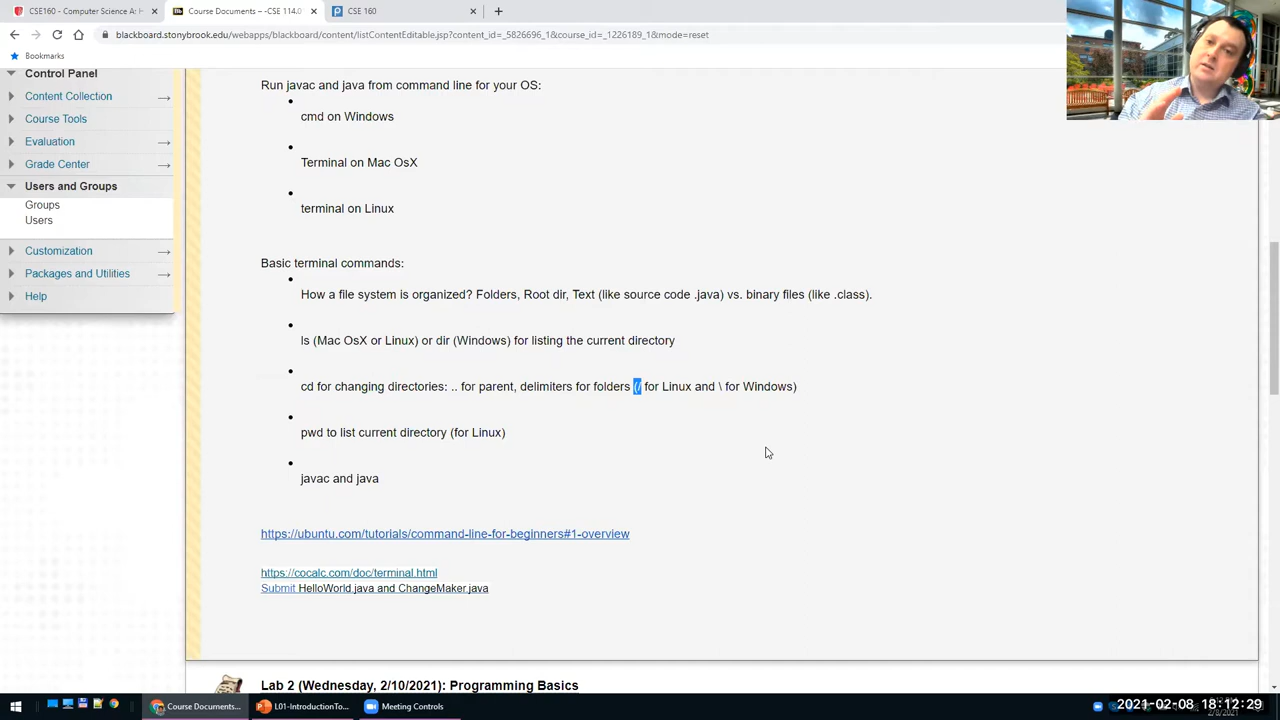 CSE160 - Computer Science A: H
Course Documents – -CSE 114.0
CSE 160
blackboard.stonybrook.edu/webapps/blackboard/content/listContentEditable.jsp?content_id=_5826696_1&course_id=_1226189_1&mode=reset
Bookmarks
Control Panel
Content Collection
Course Tools
Evaluation
Grade Center
Users and Groups
Groups
Users
Customization
Packages and Utilities
Help
Run javac and java from command line for your OS:
cmd on Windows
Terminal on Mac OsX
terminal on Linux
Basic terminal commands:
How a file system is organized? Folders, Root dir, Text (like source code .java) vs. binary files (like .class).
ls (Mac OsX or Linux) or dir (Windows) for listing the current directory
cd for changing directories: .. for parent, delimiters for folders (/ for Linux and \ for Windows)
pwd to list current directory (for Linux)
javac and java
https://ubuntu.com/tutorials/command-line-for-beginners#1-overview
https://cocalc.com/doc/terminal.html
Submit HelloWorld.java and ChangeMaker.java
Lab 2 (Wednesday, 2/10/2021): Programming Basics
Course Documents...
L01-IntroductionTo...
Meeting Controls
2021-02-08 18:12:29
2/8/2021